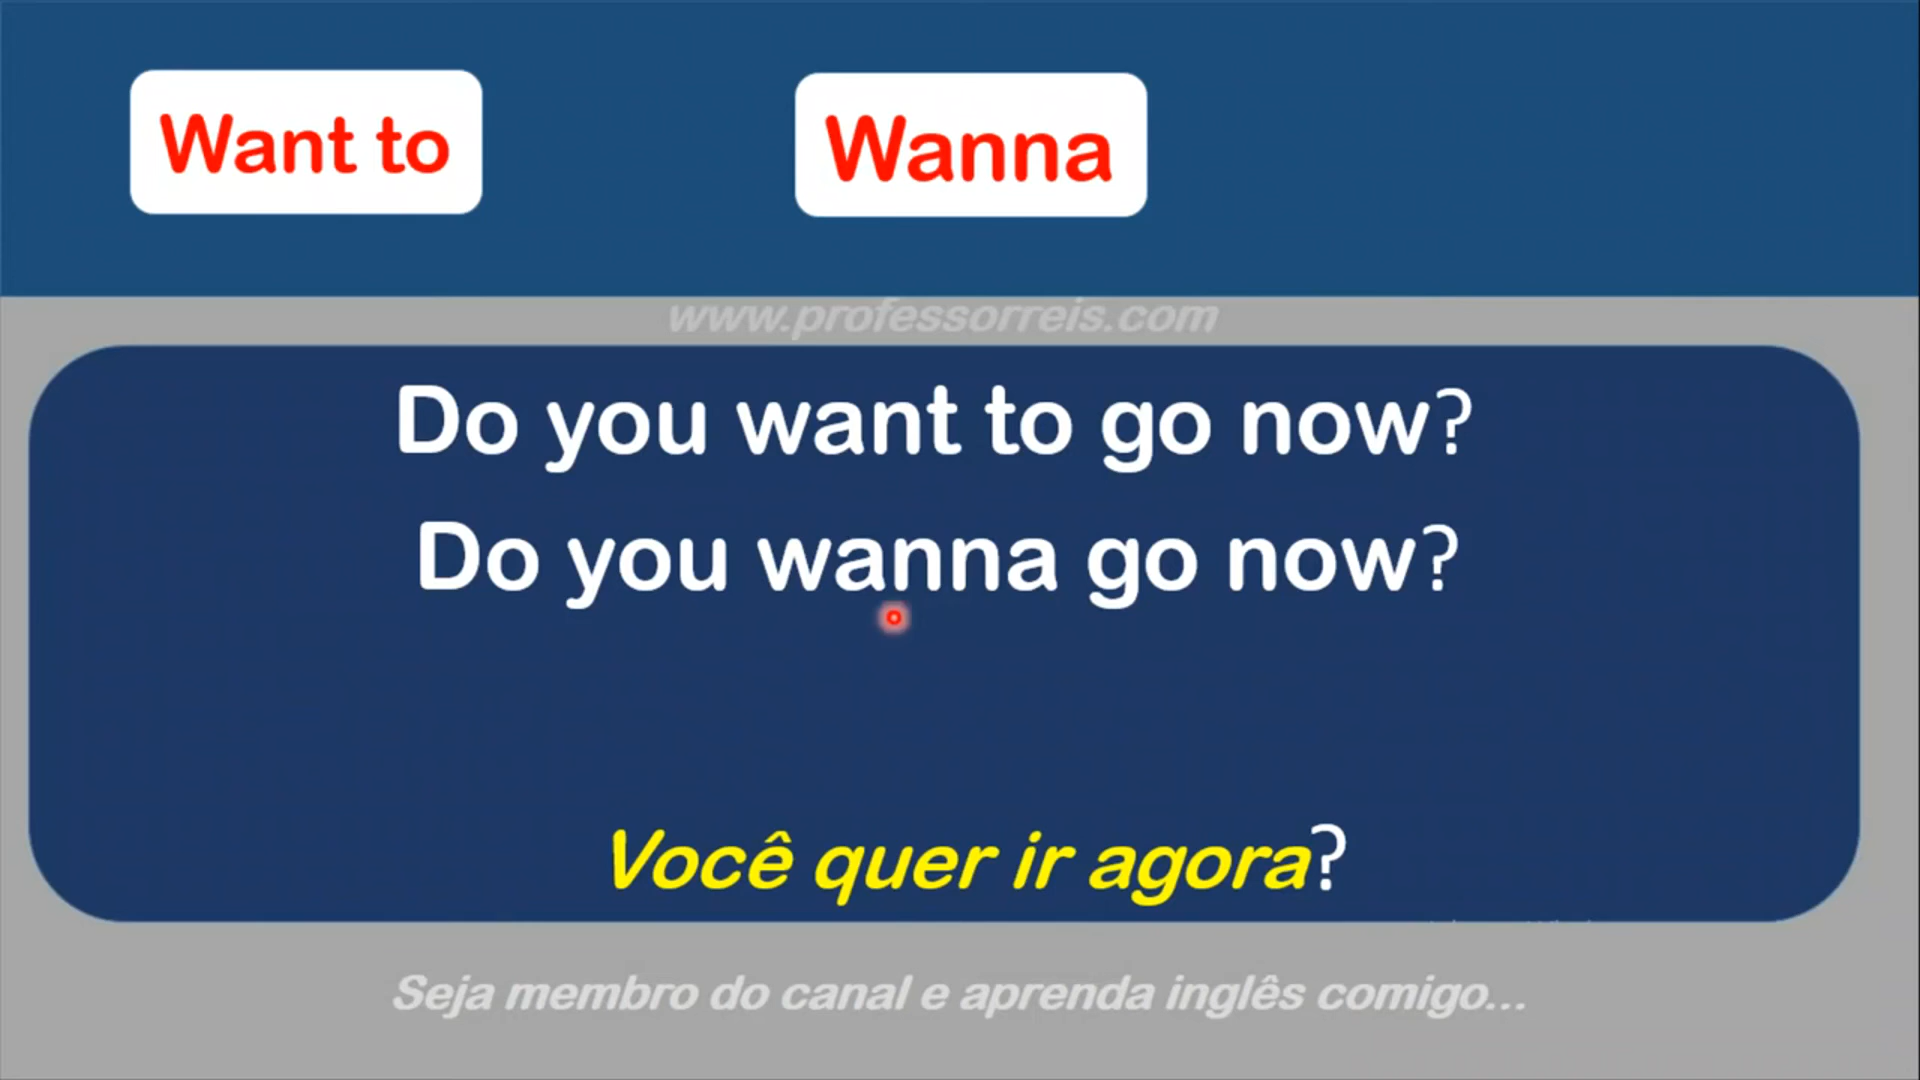 Want to
Wanna
www.professorreis.com
Do you want to go now?
Do you wanna go now?
Você quer ir agora?
Seja membro do canal e aprenda inglês comigo...